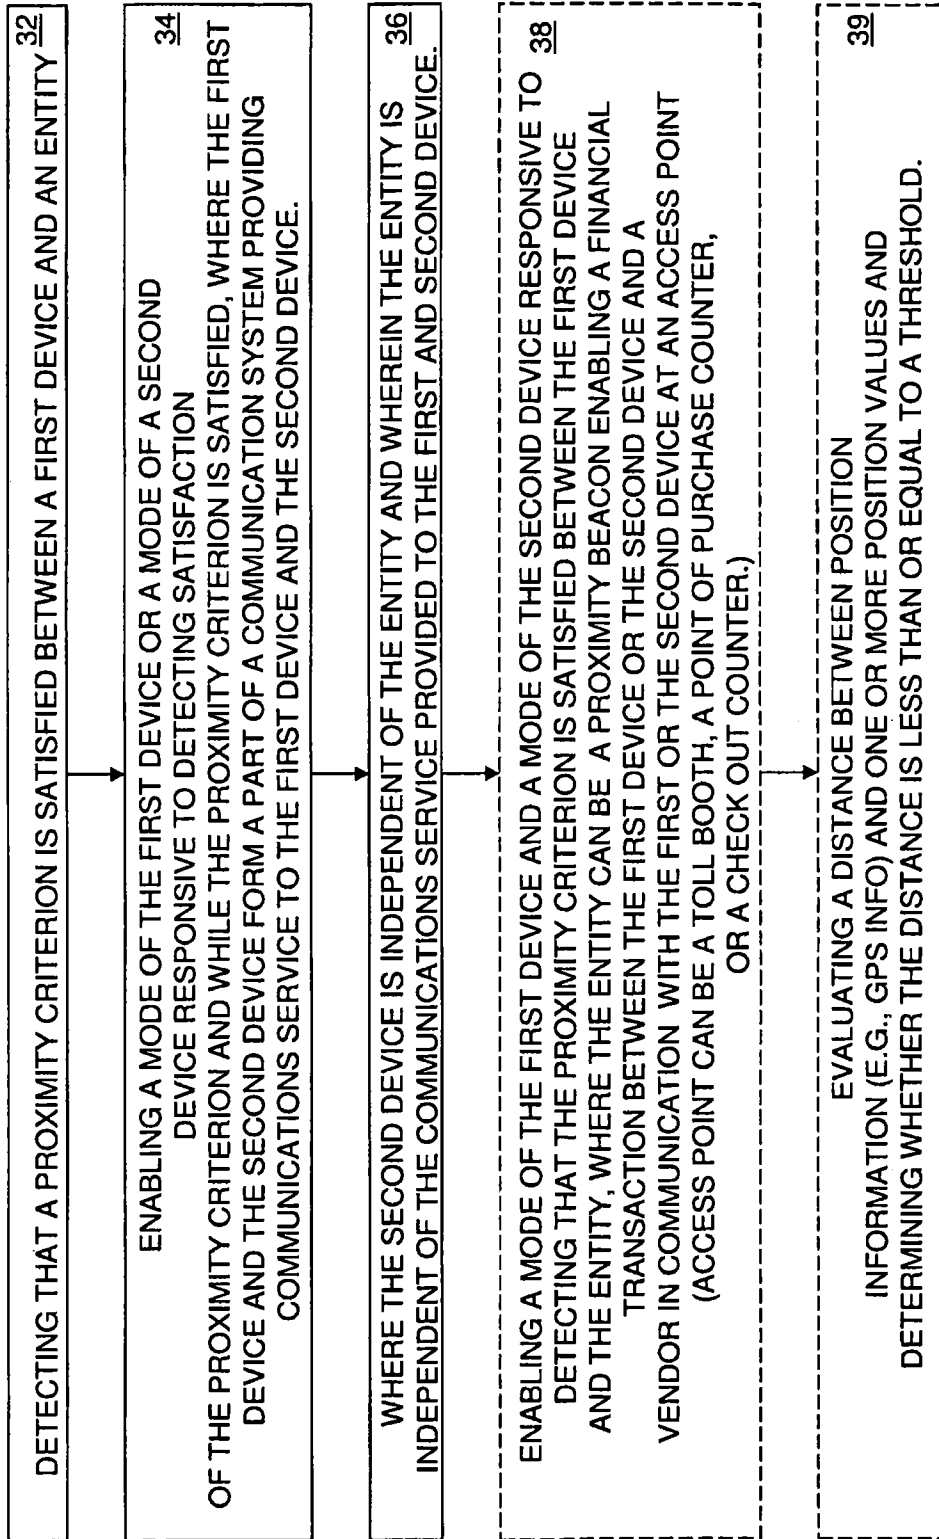 DETECTING THAT A PROXIMITY CRITERION IS SATISFIED BETWEEN A FIRST DEVICE AND AN ENTITY 32
34
ENABLING A MODE OF THE FIRST DEVICE OR A MODE OF A SECOND
DEVICE RESPONSIVE TO DETECTING SATISFACTION
OF THE PROXIMITY CRITERION AND WHILE THE PROXIMITY CRITERION IS SATISFIED, WHERE THE FIRST
DEVICE AND THE SECOND DEVICE FORM A PART OF A COMMUNICATION SYSTEM PROVIDING
COMMUNICATIONS SERVICE TO THE FIRST DEVICE AND THE SECOND DEVICE.
36
WHERE THE SECOND DEVICE IS INDEPENDENT OF THE ENTITY AND WHEREIN THE ENTITY IS
INDEPENDENT OF THE COMMUNICATIONS SERVICE PROVIDED TO THE FIRST AND SECOND DEVICE.
38
ENABLING A MODE OF THE FIRST DEVICE AND A MODE OF THE SECOND DEVICE RESPONSIVE TO
DETECTING THAT THE PROXIMITY CRITERION IS SATISFIED BETWEEN THE FIRST DEVICE
AND THE ENTITY, WHERE THE ENTITY CAN BE A PROXIMITY BEACON ENABLING A FINANCIAL
TRANSACTION BETWEEN THE FIRST DEVICE OR THE SECOND DEVICE AND A
VENDOR IN COMMUNICATION WITH THE FIRST OR THE SECOND DEVICE AT AN ACCESS POINT
(ACCESS POINT CAN BE A TOLL BOOTH, A POINT OF PURCHASE COUNTER,
OR A CHECK OUT COUNTER.)
39
EVALUATING A DISTANCE BETWEEN POSITION
INFORMATION (E.G., GPS INFO) AND ONE OR MORE POSITION VALUES AND
DETERMINING WHETHER THE DISTANCE IS LESS THAN OR EQUAL TO A THRESHOLD.